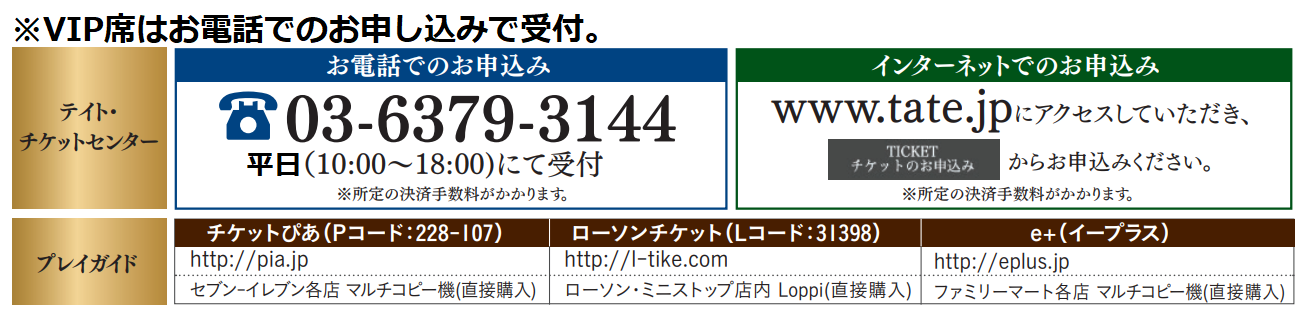 ※VIP席はお電話でのお申し込みで受付。
テイト・
チケットセンター
お電話でのお申込み
03-6379-3144
平日(10:00〜18:00)にて受付
※所定の決済手数料がかかります。
インターネットでのお申込み
www.tate.jpにアクセスしていただき、
TICKET
チケットのお申込み
からお申込みください。
※所定の決済手数料がかかります。
プレイガイド
チケットぴあ(Pコード:228-107)
http://pia.jp
セブン-イレブン各店 マルチコピー機(直接購入)
ローソンチケット(Lコード:31398)
http://l-tike.com
ローソン・ミニストップ店内 Loppi(直接購入)
e+(イープラス)
http://eplus.jp
ファミリーマート各店 マルチコピー機(直接購入)